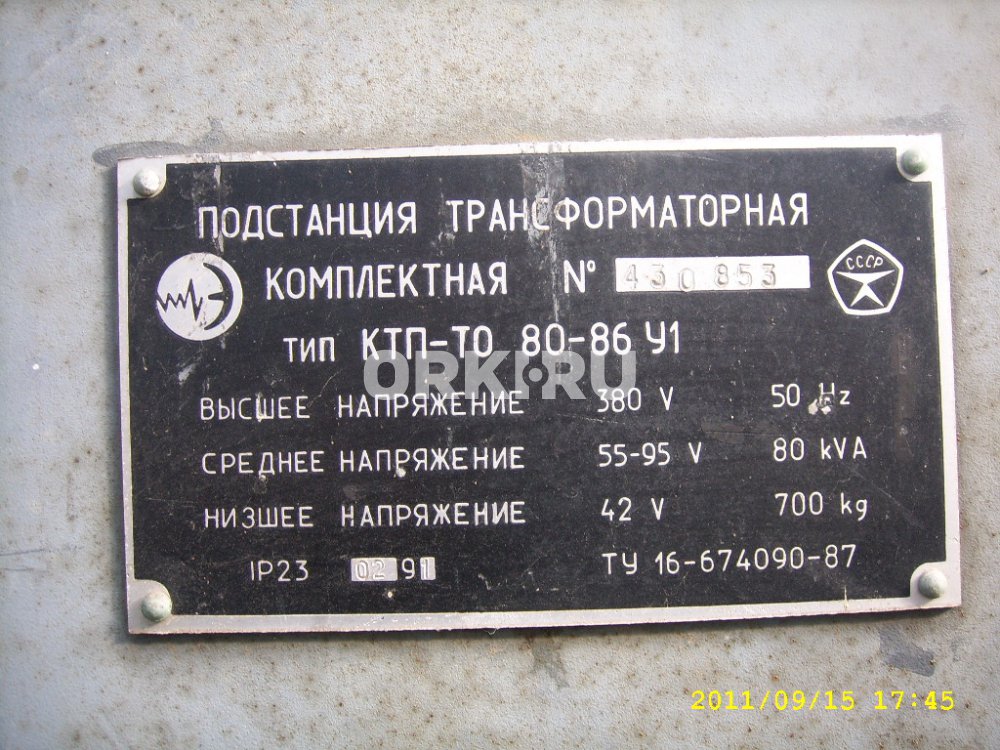 ПОДСТАНЦИЯ ТРАНСФОРМАТОРНАЯ
КОМПЛЕКТНАЯ № 430853
СССР
тип КТП-ТО 80-86 У1
ORKI.RU
ВЫСШЕЕ НАПРЯЖЕНИЕ 380 V 50 Hz
СРЕДНЕЕ НАПРЯЖЕНИЕ 55-95 V 80 kVA
НИЗШЕЕ НАПРЯЖЕНИЕ 42 V 700 kg
IP23 02 91 ТУ 16-674090-87
2011/09/15 17:45